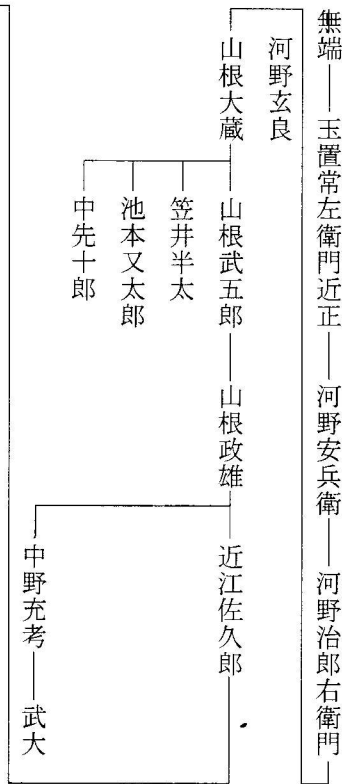 無端――玉置常左衛門近正――河野安兵衛――河野治郎右衛門
河野玄良
山根大蔵――山根武五郎――山根政雄――近江佐久郎
笠井半太
池本又太郎
中野充考――武大
中先十郎